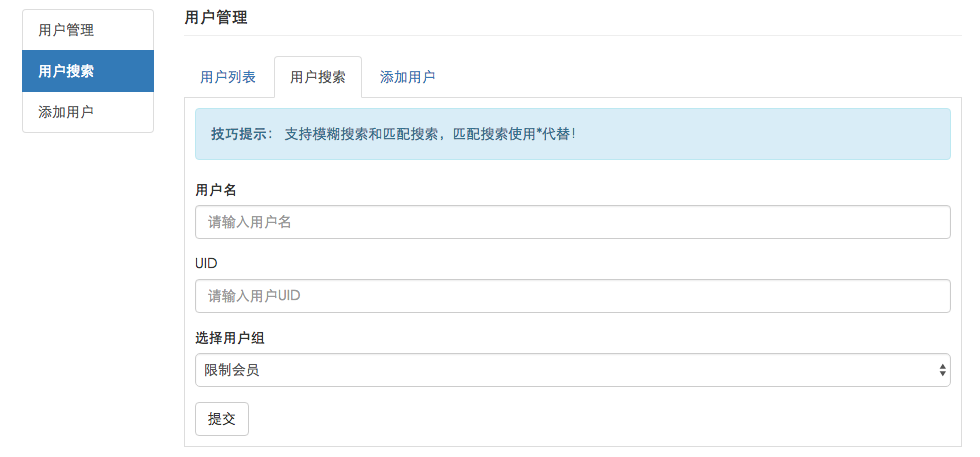 用户管理
用户搜索
添加用户
用户管理
用户列表
用户搜索
添加用户
技巧提示： 支持模糊搜索和匹配搜索，匹配搜索使用*代替！
用户名
请输入用户名
UID
请输入用户UID
选择用户组
限制会员
提交